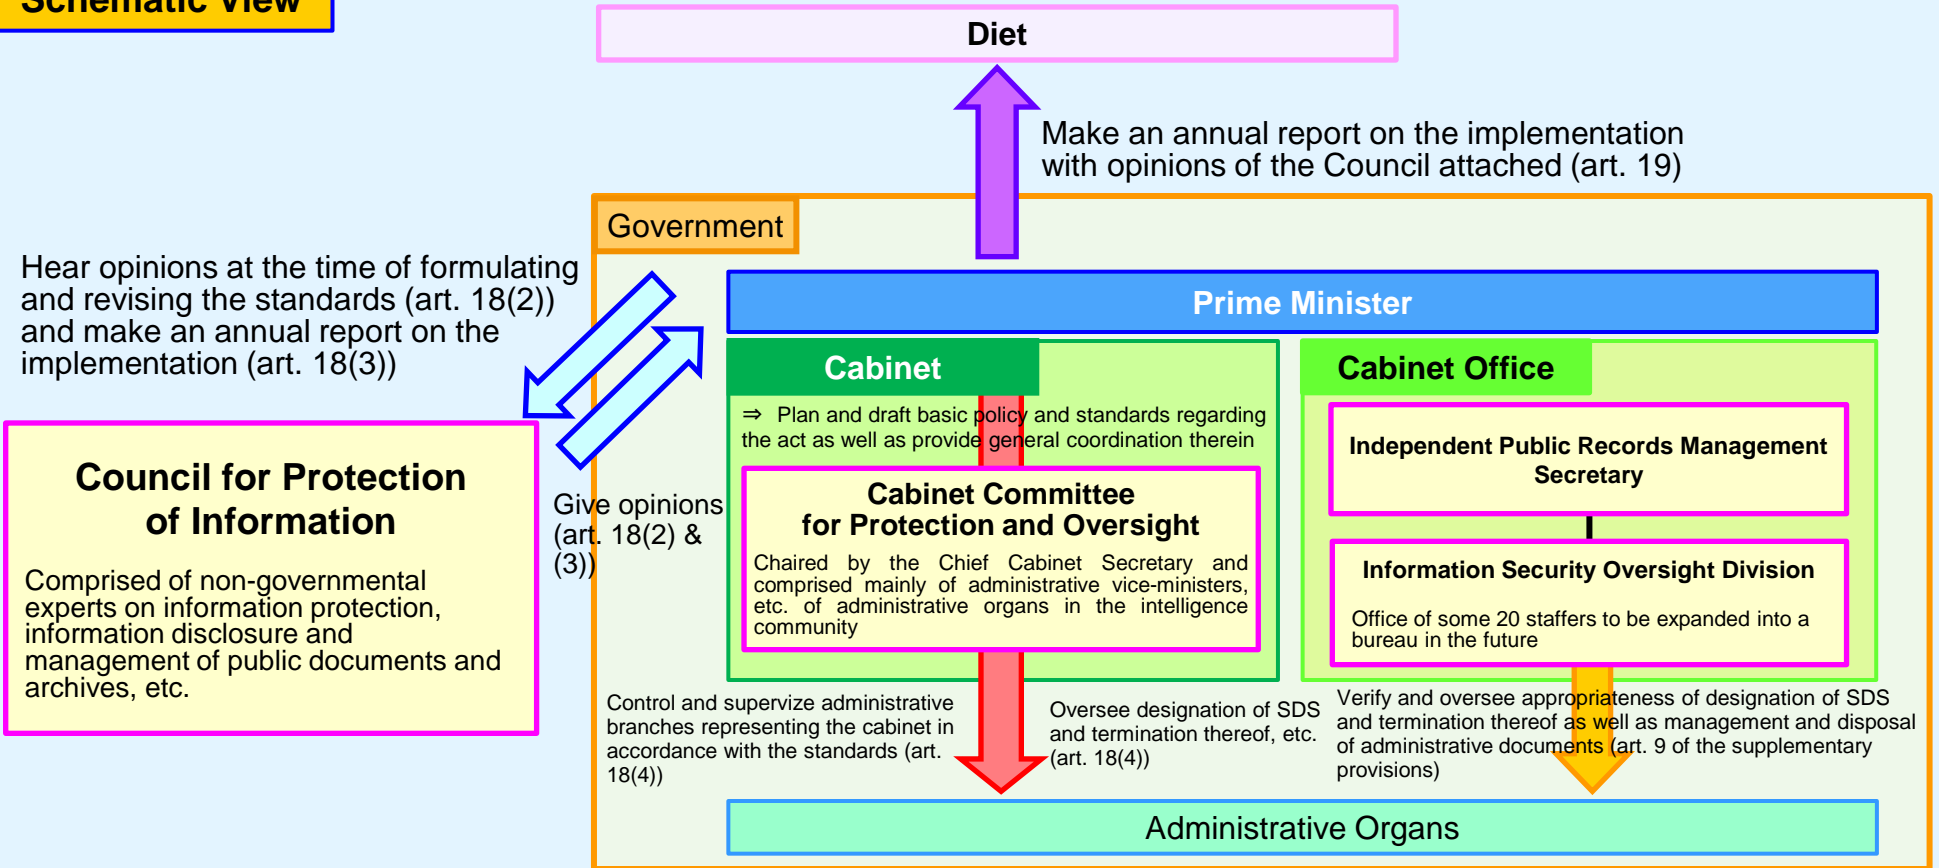 Schematic View
Diet
Make an annual report on the implementation
with opinions of the Council attached (art. 19)
Government
Hear opinions at the time of formulating
and revising the standards (art. 18(2))
and make an annual report on the
implementation (art. 18(3))
Prime Minister
Cabinet
⇒ Plan and draft basic policy and standards regarding
the act as well as provide general coordination therein
Cabinet Office
Independent Public Records Management
Secretary
Council for Protection
of Information
Comprised of non-governmental
experts on information protection,
information disclosure and
management of public documents and
archives, etc.
Give opinions
(art. 18(2) &
(3))
Cabinet Committee
for Protection and Oversight
Chaired by the Chief Cabinet Secretary and
comprised mainly of administrative vice-ministers,
etc. of administrative organs in the intelligence
community
Information Security Oversight Division
Office of some 20 staffers to be expanded into a
bureau in the future
Control and supervize administrative
branches representing the cabinet in
accordance with the standards (art.
18(4))
Oversee designation of SDS
and termination thereof, etc.
(art. 18(4))
Verify and oversee appropriateness of designation of SDS
and termination thereof as well as management and disposal
of administrative documents (art. 9 of the supplementary
provisions)
Administrative Organs